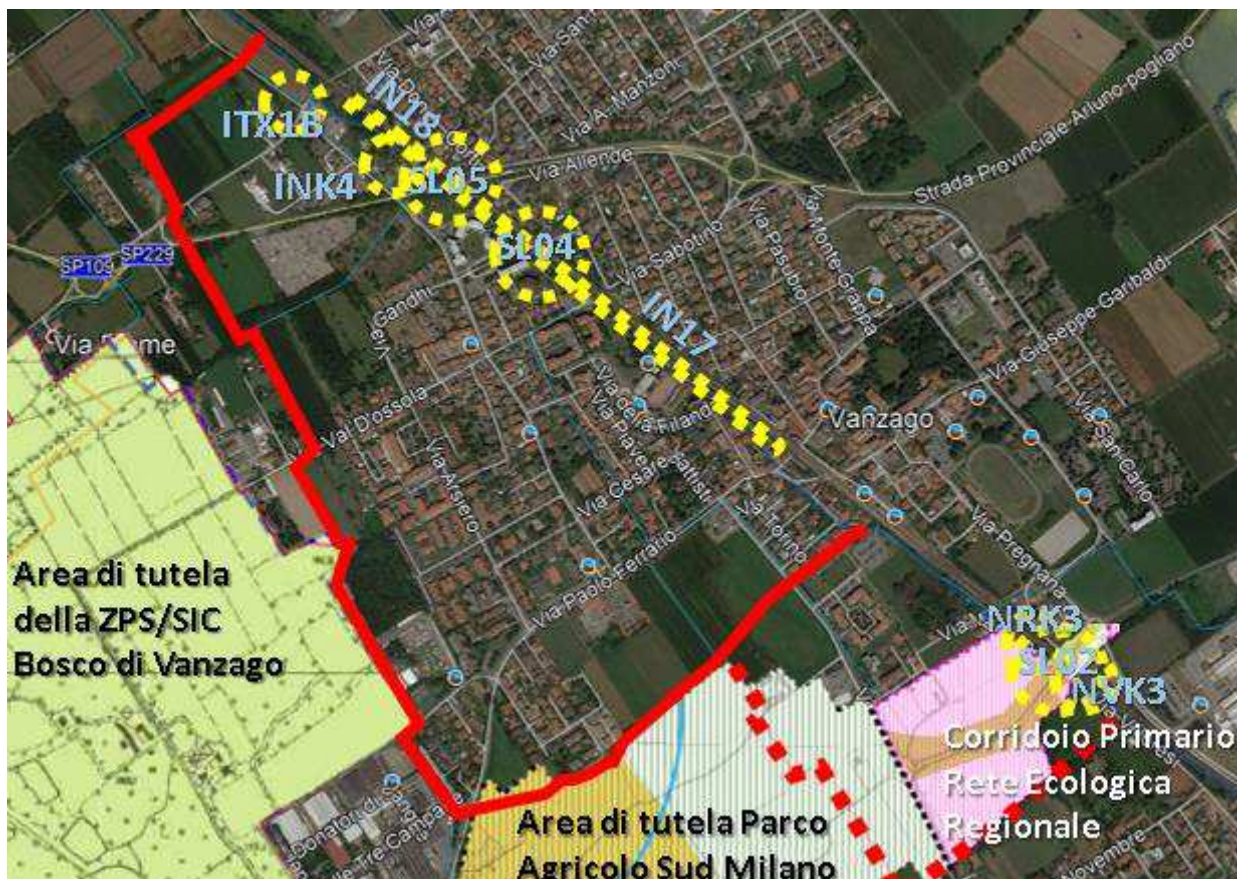 Via San
Via A. Manzoni
Strada Provinciale Arluno-pogliano
IN18
ITX1B
INK4
SL05
Via Allende
SL04
Via Sabotino
Via Pasubio
Via Monte Grappa
Via Giuseppe Garibaldi
SP109
SP229
Viale Gandhi
IN17
Val D'ossola
Via della Filanda
Via Piave
Vanzago
Via San Carlo
Via Arsiero
Via Cesare Battisti
Via Torino
Via Paolo Ferrario
Via Pregnana
Area di tutela
della ZPS/SIC
Bosco di Vanzago
NRK3
SL02
NVK3
Corridoio Primario
Rete Ecologica
Regionale
Area di tutela Parco
Agricolo Sud Milano
Novembre